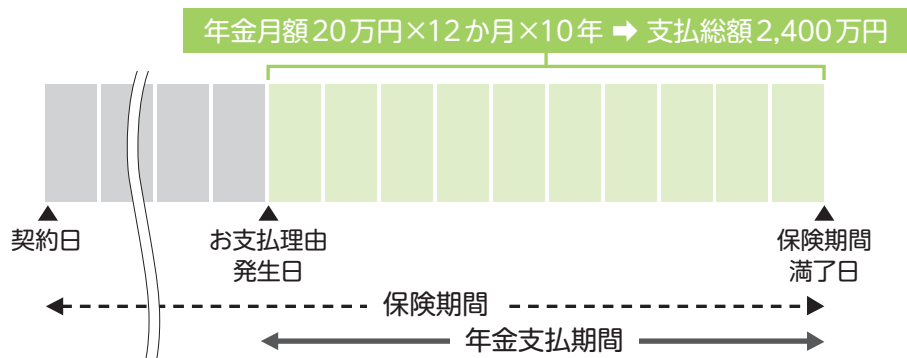 年金月額20万円×12か月×10年 ➡ 支払総額2,400万円
契約日
お支払理由
発生日
保険期間
満了日
保険期間
年金支払期間